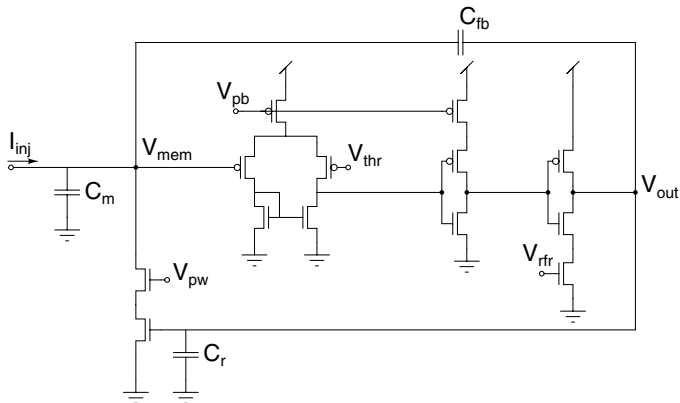 C_fb
V_pb
I_inj
V_mem
V_thr
C_m
V_out
V_pw
V_rfr
C_r